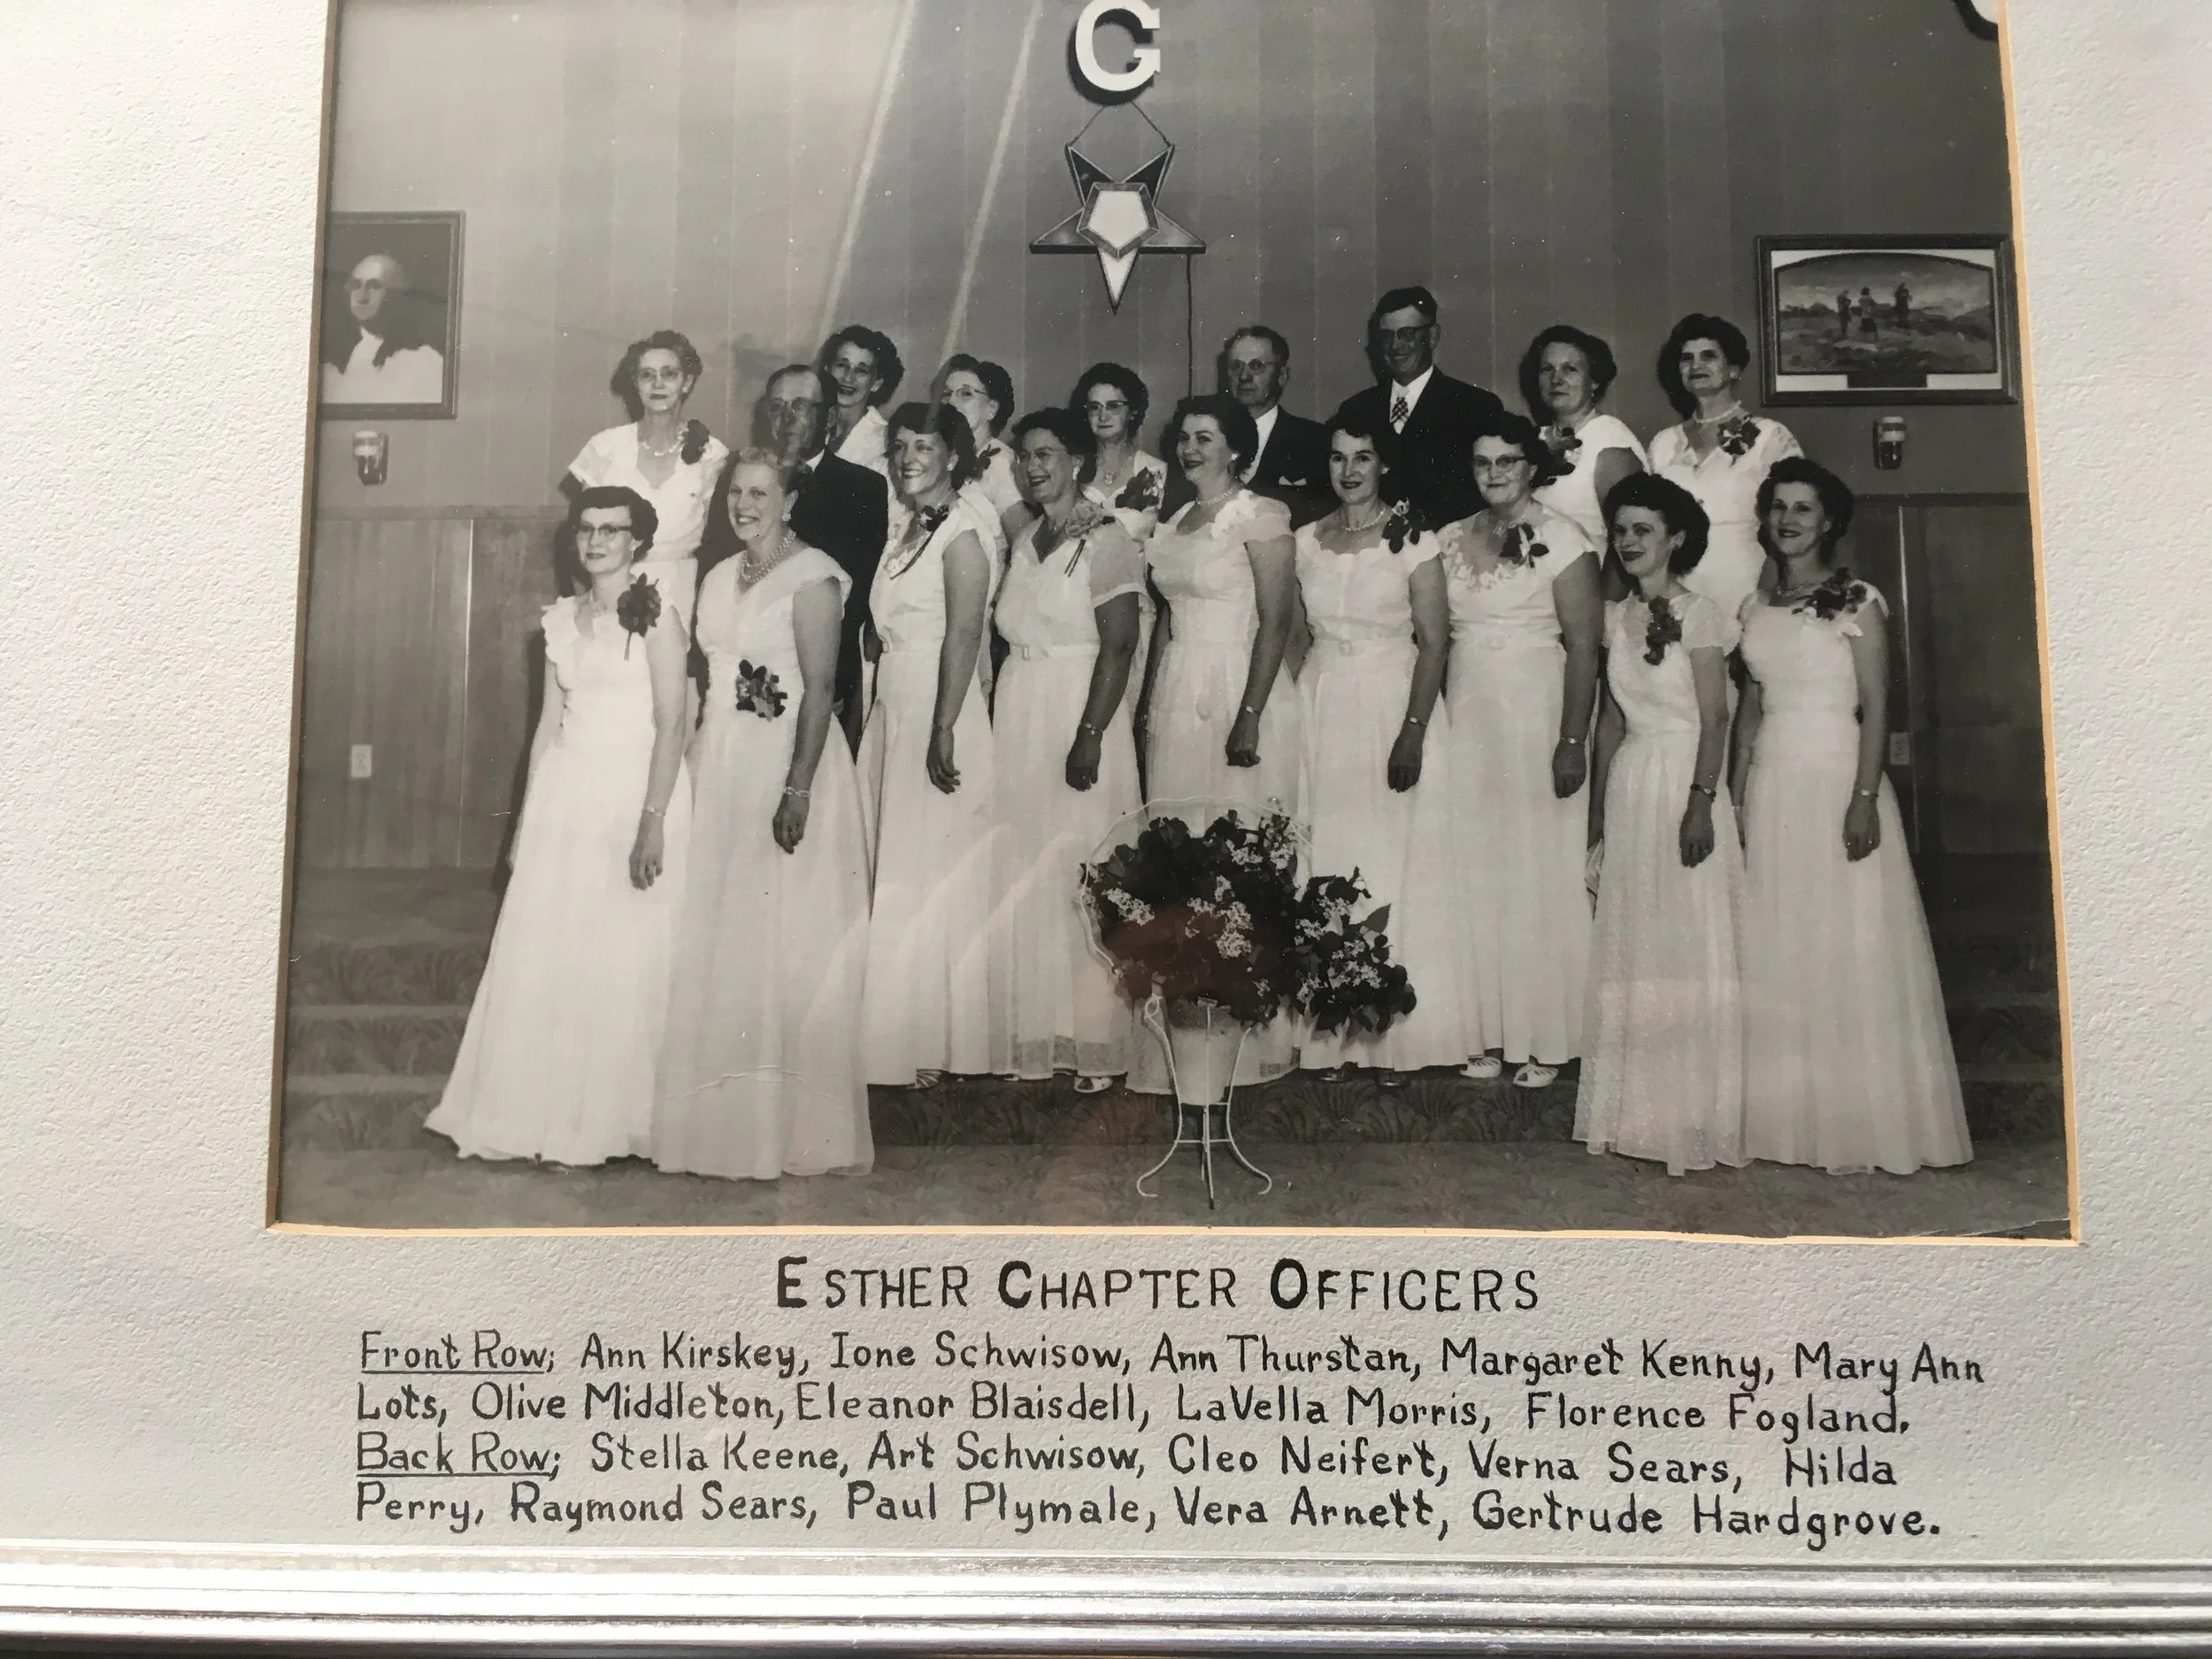 G
ESTHER CHAPTER OFFICERS
Front Row; Ann Kirskey, Ione Schwisow, Ann Thurstan, Margaret Kenny, Mary Ann
Lots, Olive Middleton, Eleanor Blaisdell, LaVella Morris, Florence Fogland.
Back Row; Stella Keene, Art Schwisow, Cleo Neifert, Verna Sears, Hilda
Perry, Raymond Sears, Paul Plymale, Vera Arnett, Gertrude Hardgrove.